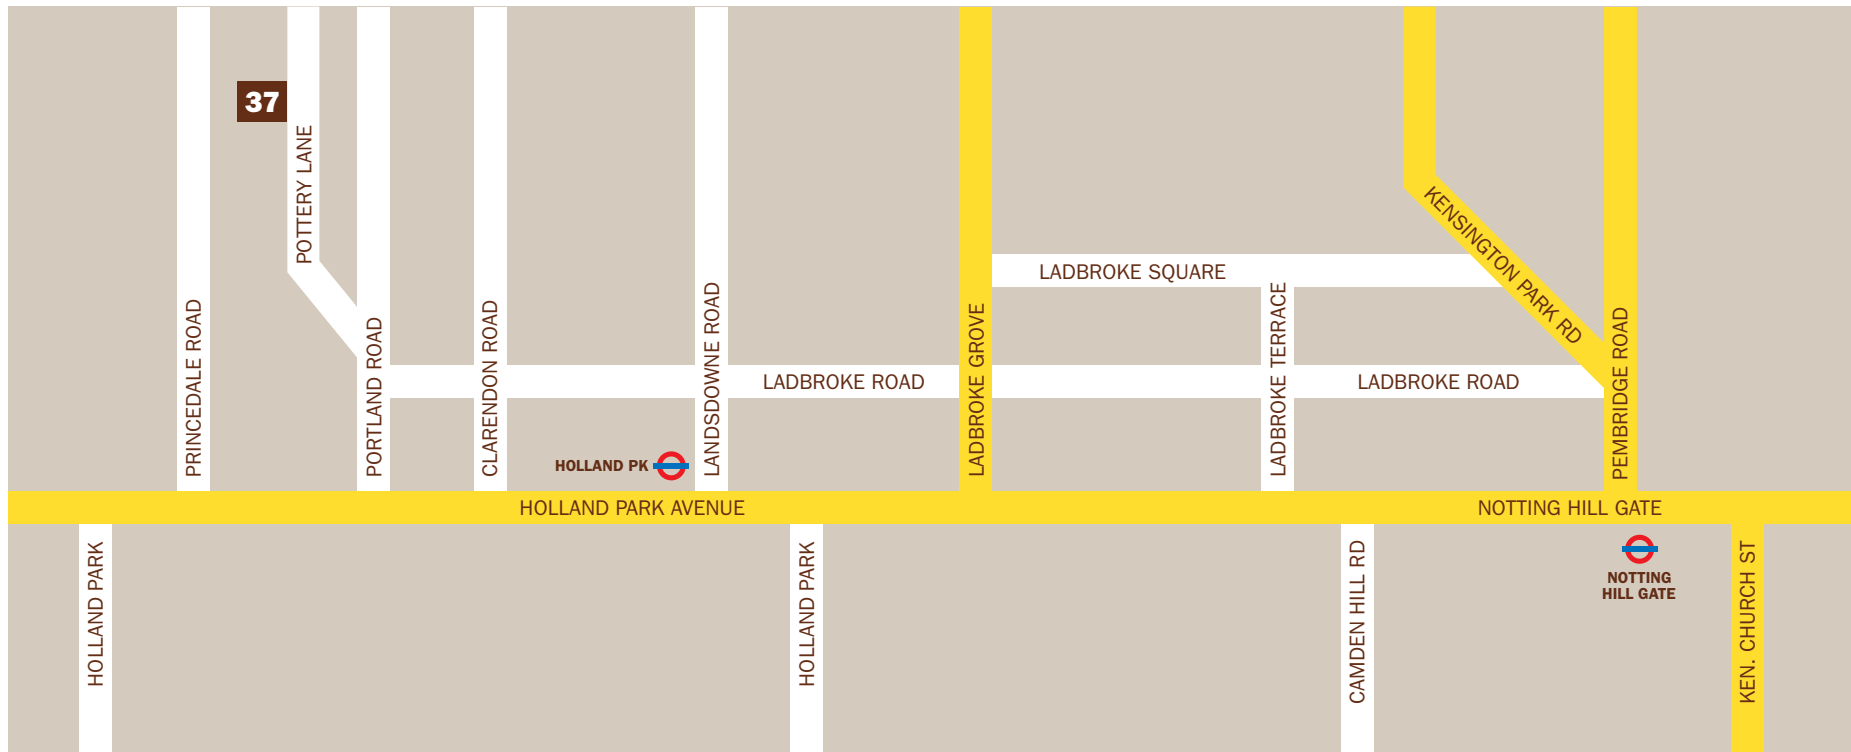 37
POTTERY LANE
KENSINGTON PARK RD
LADBROKE SQUARE
PRINCEDALE ROAD
PORTLAND ROAD
CLARENDON ROAD
LANDSDOWNE ROAD
LADBROKE GROVE
LADBROKE TERRACE
PEMBRIDGE ROAD
LADBROKE ROAD
LADBROKE ROAD
HOLLAND PK
HOLLAND PARK AVENUE
NOTTING HILL GATE
HOLLAND PARK
HOLLAND PARK
CAMDEN HILL RD
NOTTING
HILL GATE
KEN. CHURCH ST